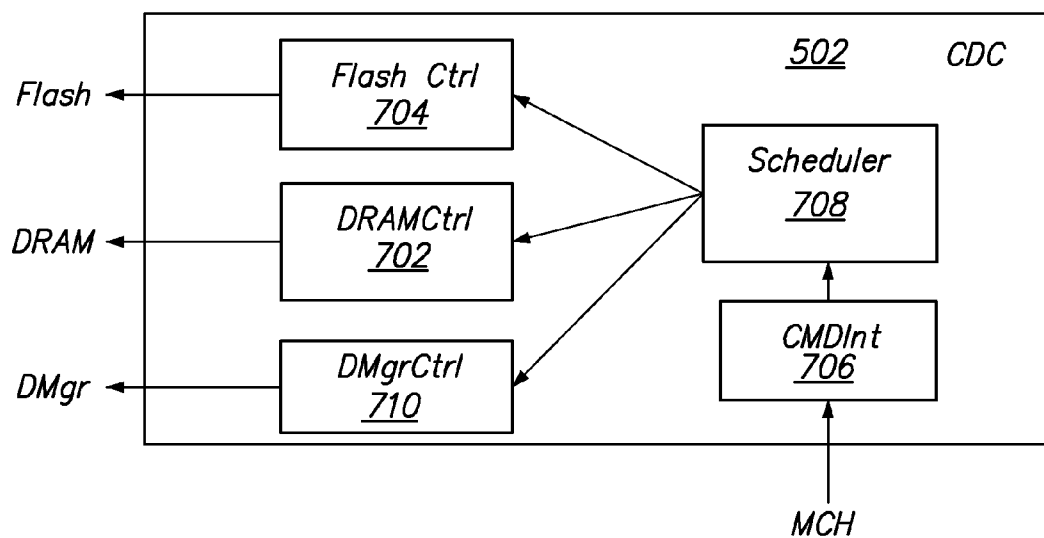 502 CDC
Flash
Flash Ctrl
704
Scheduler
708
DRAM
DRAMCtrl
702
CMDInt
706
DMgr
DMgrCtrl
710
MCH